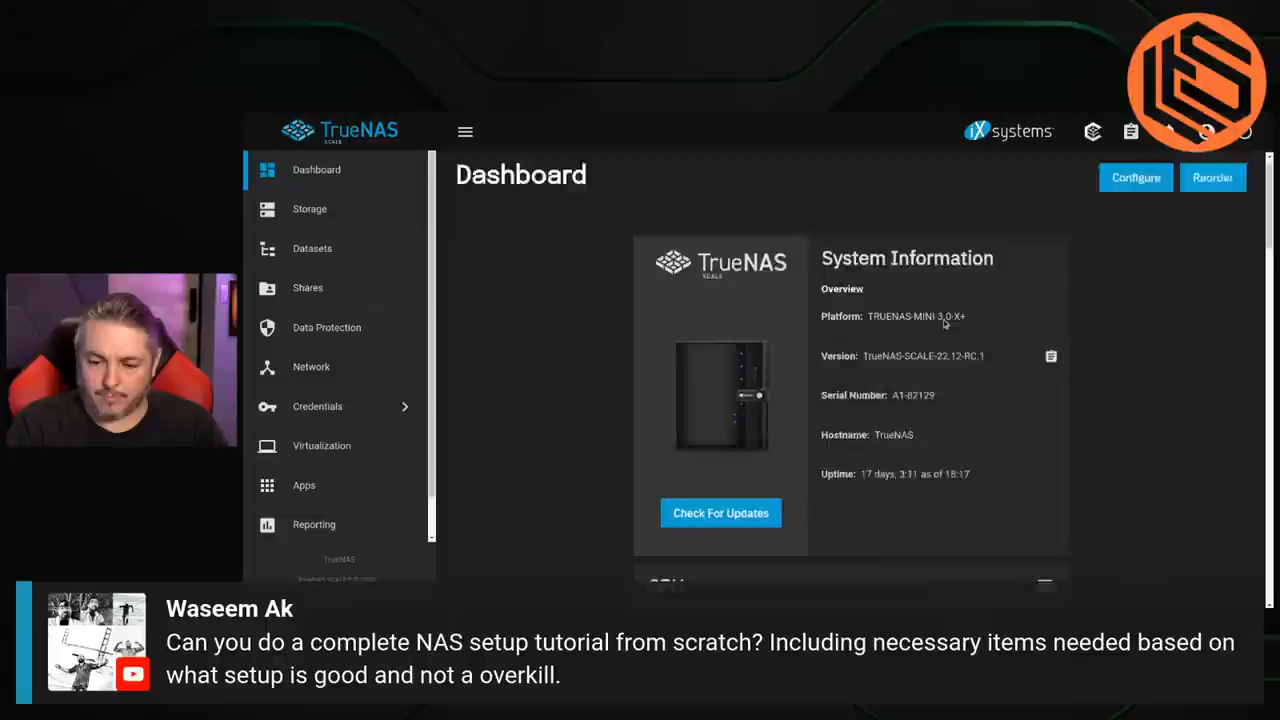 TrueNAS
SCALE
iXsystems
Dashboard
Storage
Datasets
Shares
Data Protection
Network
Credentials
Virtualization
Apps
Reporting
TrueNAS
Dashboard
Configure
Reorder
TrueNAS
SCALE
Check For Updates
System Information
Overview
Platform: TRUENAS-MINI-3.0-X+
Version: TrueNAS-SCALE-22.12-RC.1
Serial Number: A1-82129
Hostname: TrueNAS
Uptime: 17 days, 3:11 as of 18:17
Waseem Ak
Can you do a complete NAS setup tutorial from scratch? Including necessary items needed based on
what setup is good and not a overkill.